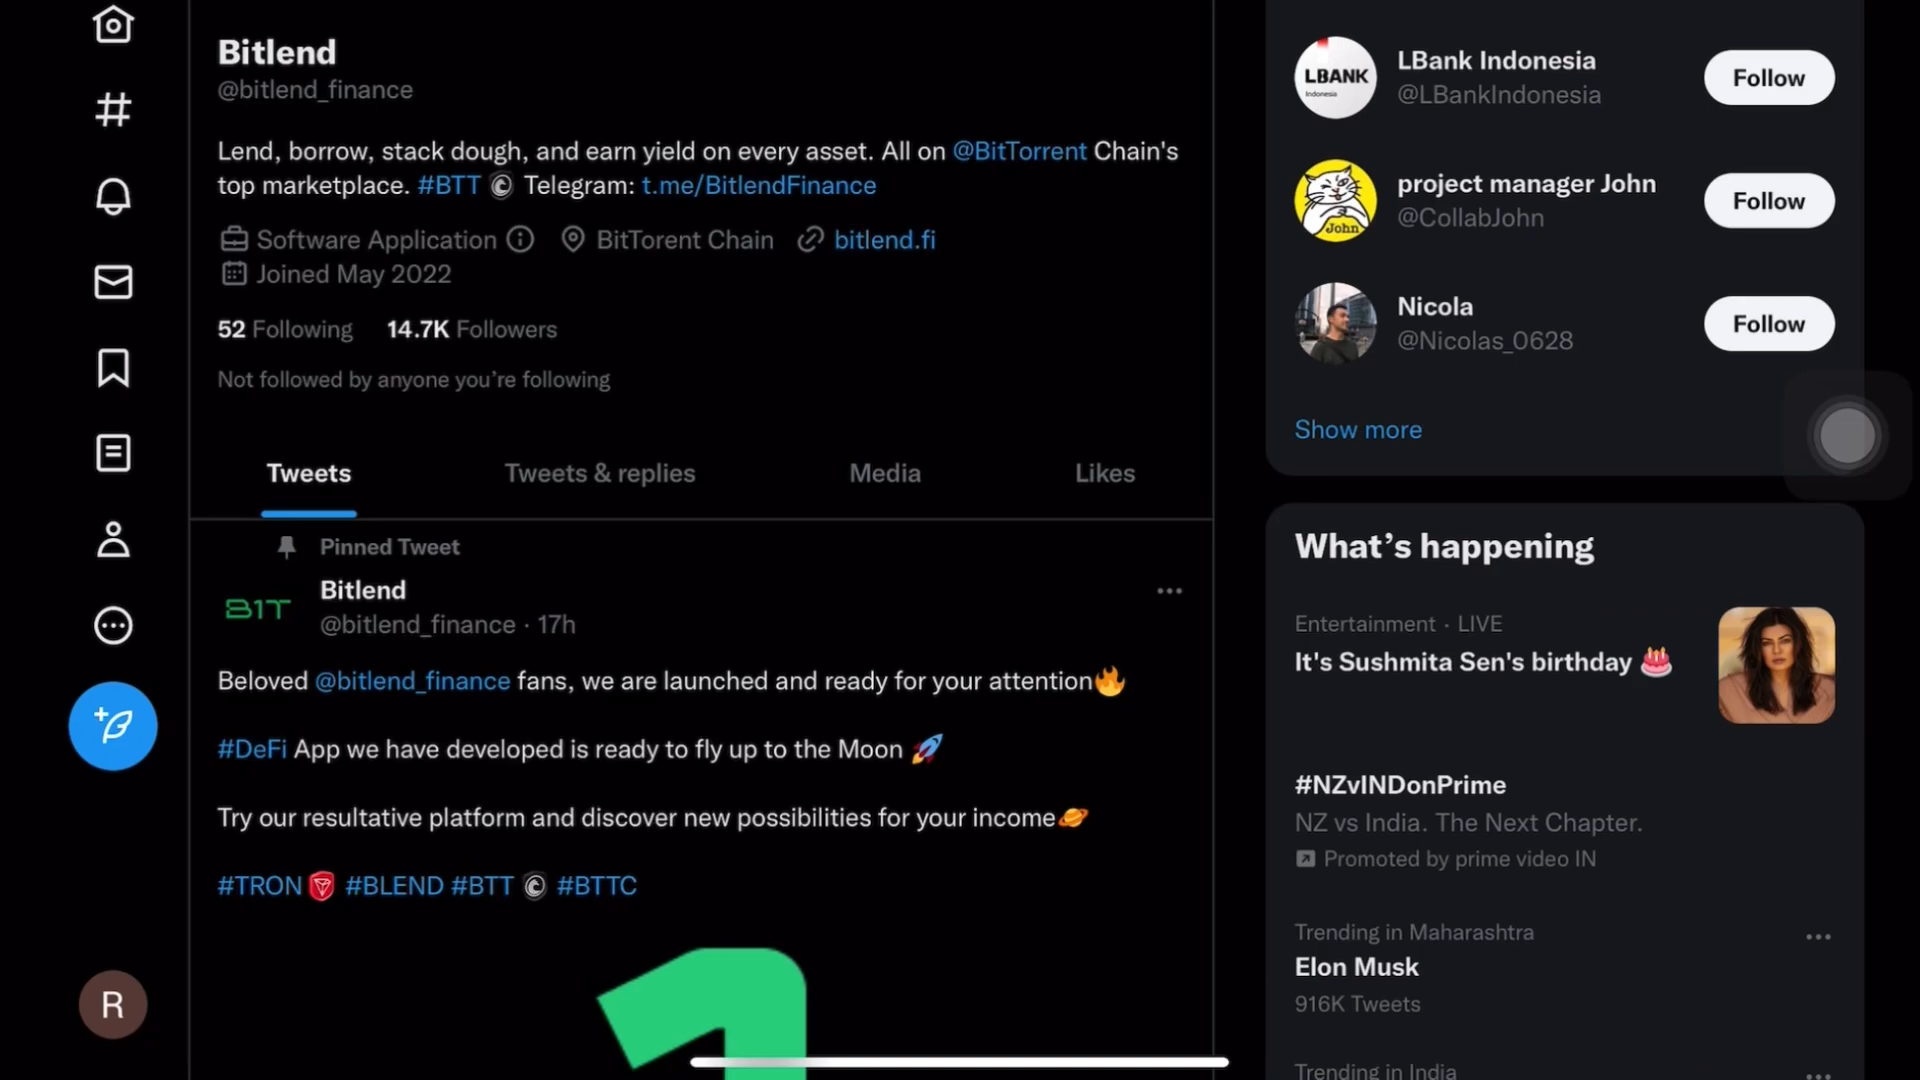 Bitlend
@bitlend_finance
Lend, borrow, stack dough, and earn yield on every asset. All on @BitTorrent Chain's
top marketplace. #BTT Telegram: t.me/BitlendFinance
Software Application BitTorent Chain bitlend.fi
Joined May 2022
52 Following 14.7K Followers
Not followed by anyone you're following
Tweets Tweets & replies Media Likes
Pinned Tweet
B1T
Bitlend
@bitlend_finance · 17h
Beloved @bitlend_finance fans, we are launched and ready for your attention🔥
#DeFi App we have developed is ready to fly up to the Moon 🚀
Try our resultative platform and discover new possibilities for your income🪐
#TRON #BLEND #BTT #BTTC
1
R
LBANK
Indonesia
LBank Indonesia
@LBankIndonesia
Follow
John
project manager John
@CollabJohn
Follow
Nicola
@Nicolas_0628
Follow
Show more
What's happening
Entertainment · LIVE
It's Sushmita Sen's birthday 🎂
#NZvINDonPrime
NZ vs India. The Next Chapter.
Promoted by prime video IN
Trending in Maharashtra
Elon Musk
916K Tweets
Trending in India